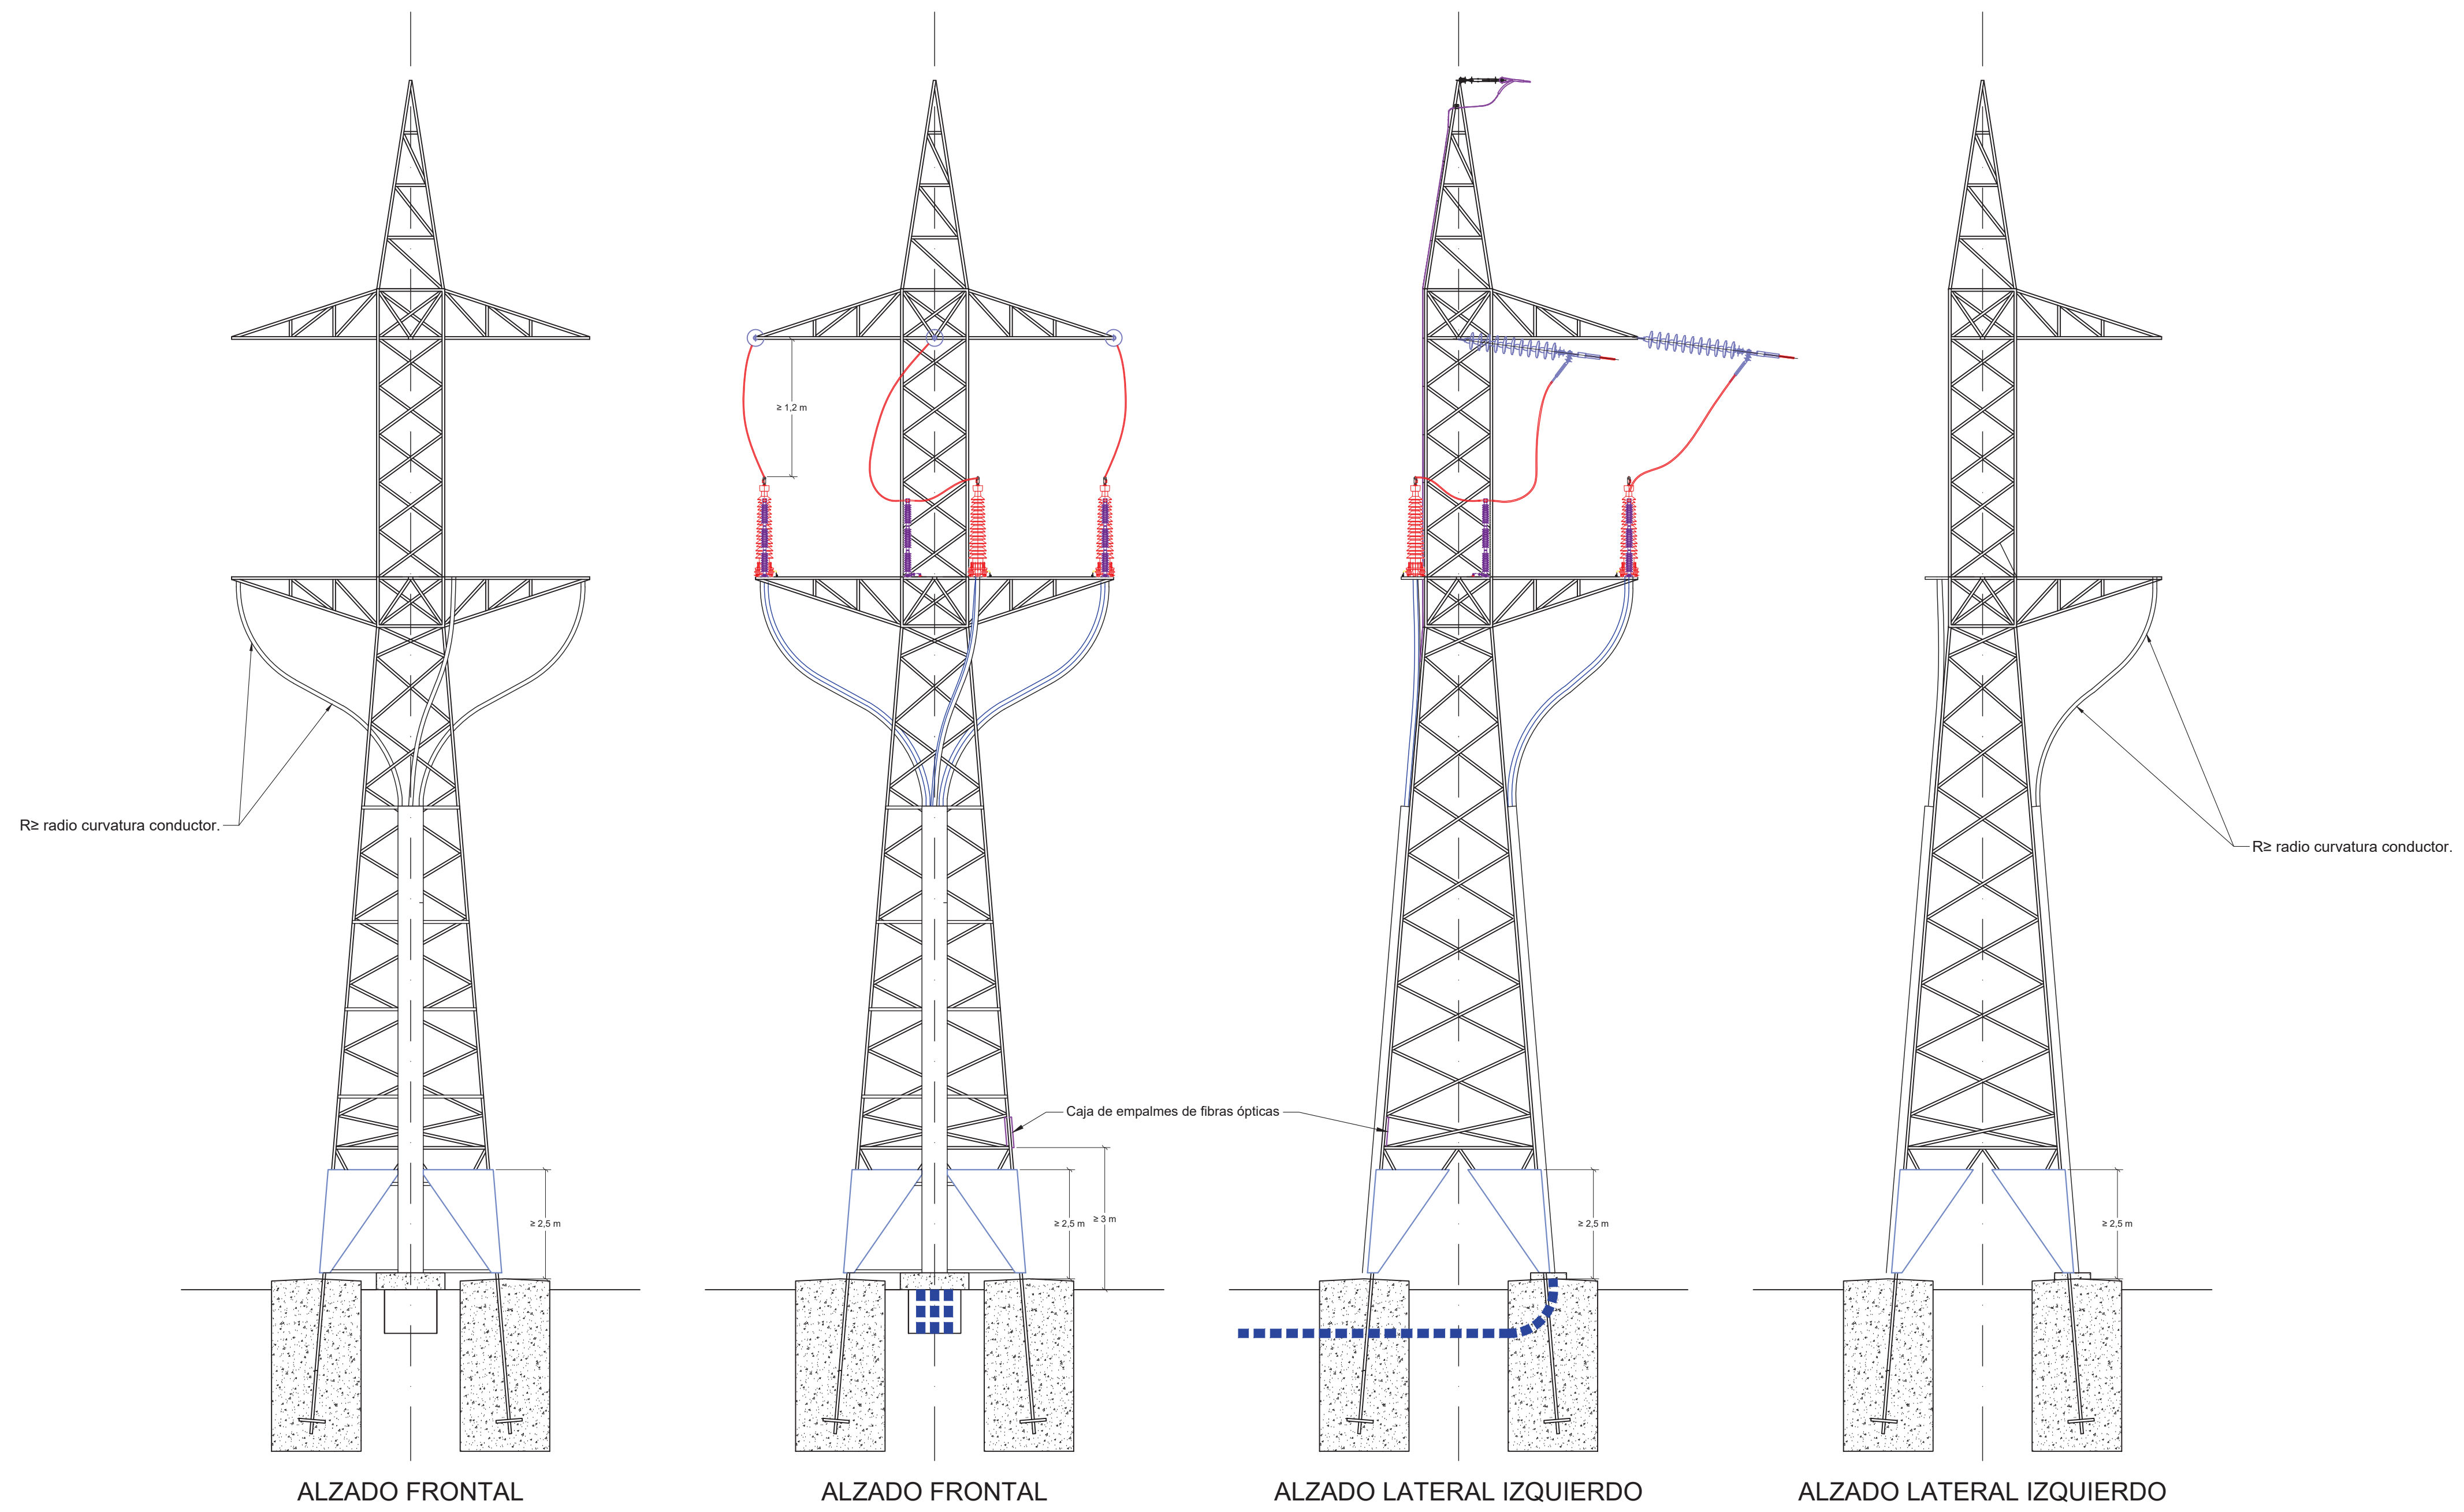 ≥ 1,2 m
R≥ radio curvatura conductor.
R≥ radio curvatura conductor.
Caja de empalmes de fibras ópticas
≥ 2,5 m
≥ 2,5 m
≥ 3 m
≥ 2,5 m
≥ 2,5 m
ALZADO FRONTAL
ALZADO FRONTAL
ALZADO LATERAL IZQUIERDO
ALZADO LATERAL IZQUIERDO